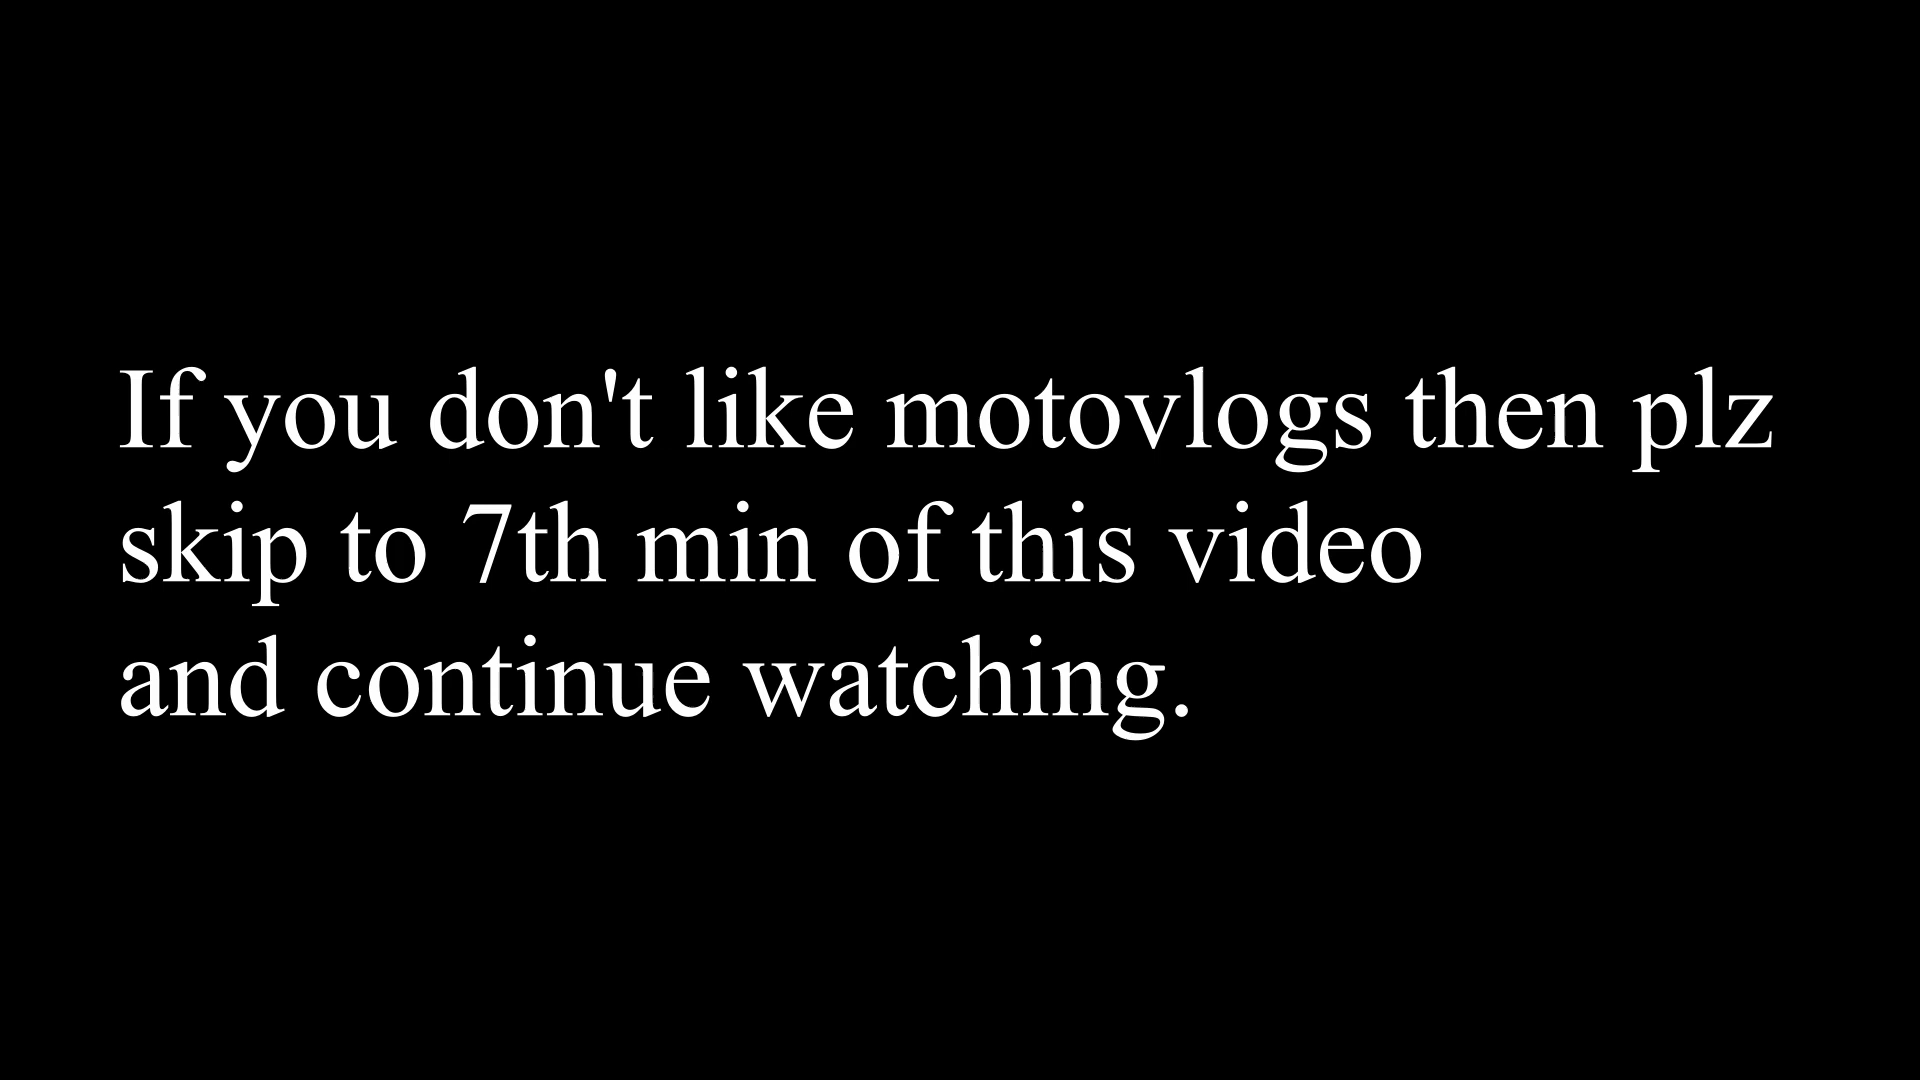 If you don't like motovlogs then plz
skip to 7th min of this video
and continue watching.